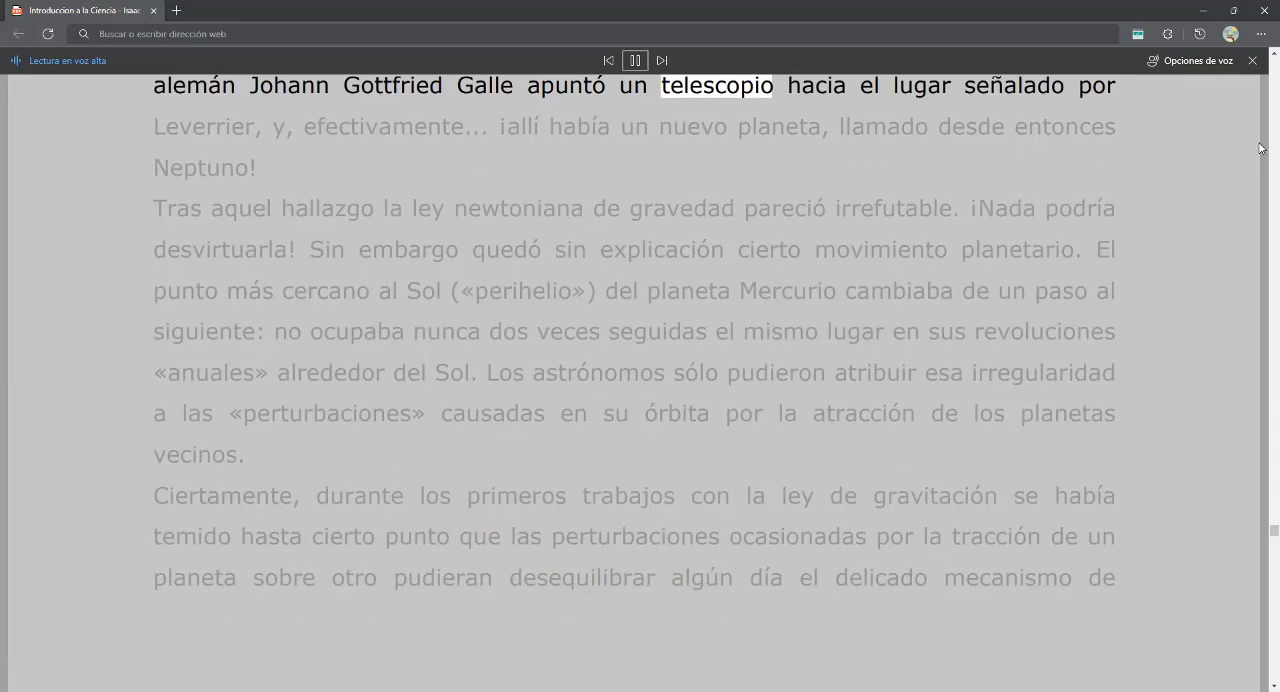 Introduccion a la Ciencia - Isaac
Buscar o escribir dirección web
Lectura en voz alta
Opciones de voz
alemán Johann Gottfried Galle apuntó un telescopio hacia el lugar señalado por
Leverrier, y, efectivamente... ¡allí había un nuevo planeta, llamado desde entonces
Neptuno!
Tras aquel hallazgo la ley newtoniana de gravedad pareció irrefutable. ¡Nada podría
desvirtuarla! Sin embargo quedó sin explicación cierto movimiento planetario. El
punto más cercano al Sol («perihelio») del planeta Mercurio cambiaba de un paso al
siguiente: no ocupaba nunca dos veces seguidas el mismo lugar en sus revoluciones
«anuales» alrededor del Sol. Los astrónomos sólo pudieron atribuir esa irregularidad
a las «perturbaciones» causadas en su órbita por la atracción de los planetas
vecinos.
Ciertamente, durante los primeros trabajos con la ley de gravitación se había
temido hasta cierto punto que las perturbaciones ocasionadas por la tracción de un
planeta sobre otro pudieran desequilibrar algún día el delicado mecanismo de